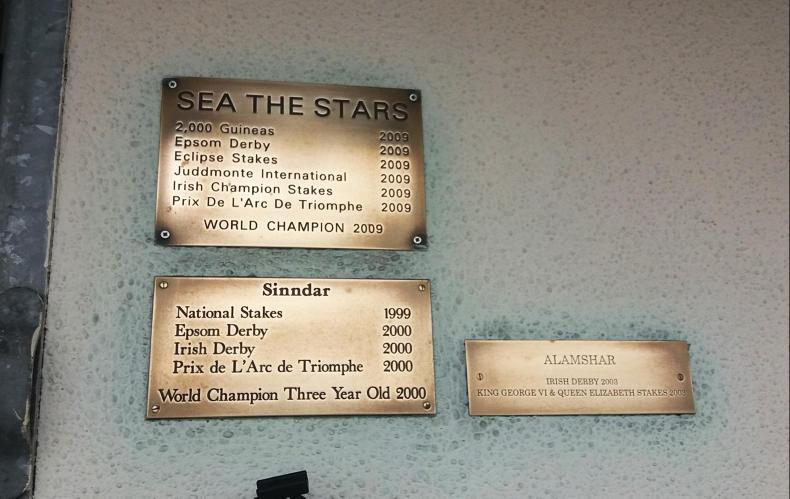 SEA THE STARS
2,000 Guineas 2009
Epsom Derby 2009
Eclipse Stakes 2009
Juddmonte International 2009
Irish Champion Stakes 2009
Prix De L'Arc De Triomphe 2009
WORLD CHAMPION 2009
Sinndar
National Stakes 1999
Epsom Derby 2000
Irish Derby 2000
Prix de L'Arc de Triomphe 2000
World Champion Three Year Old 2000
ALAMSHAR
IRISH DERBY 2003
KING GEORGE VI & QUEEN ELIZABETH STAKES 2003